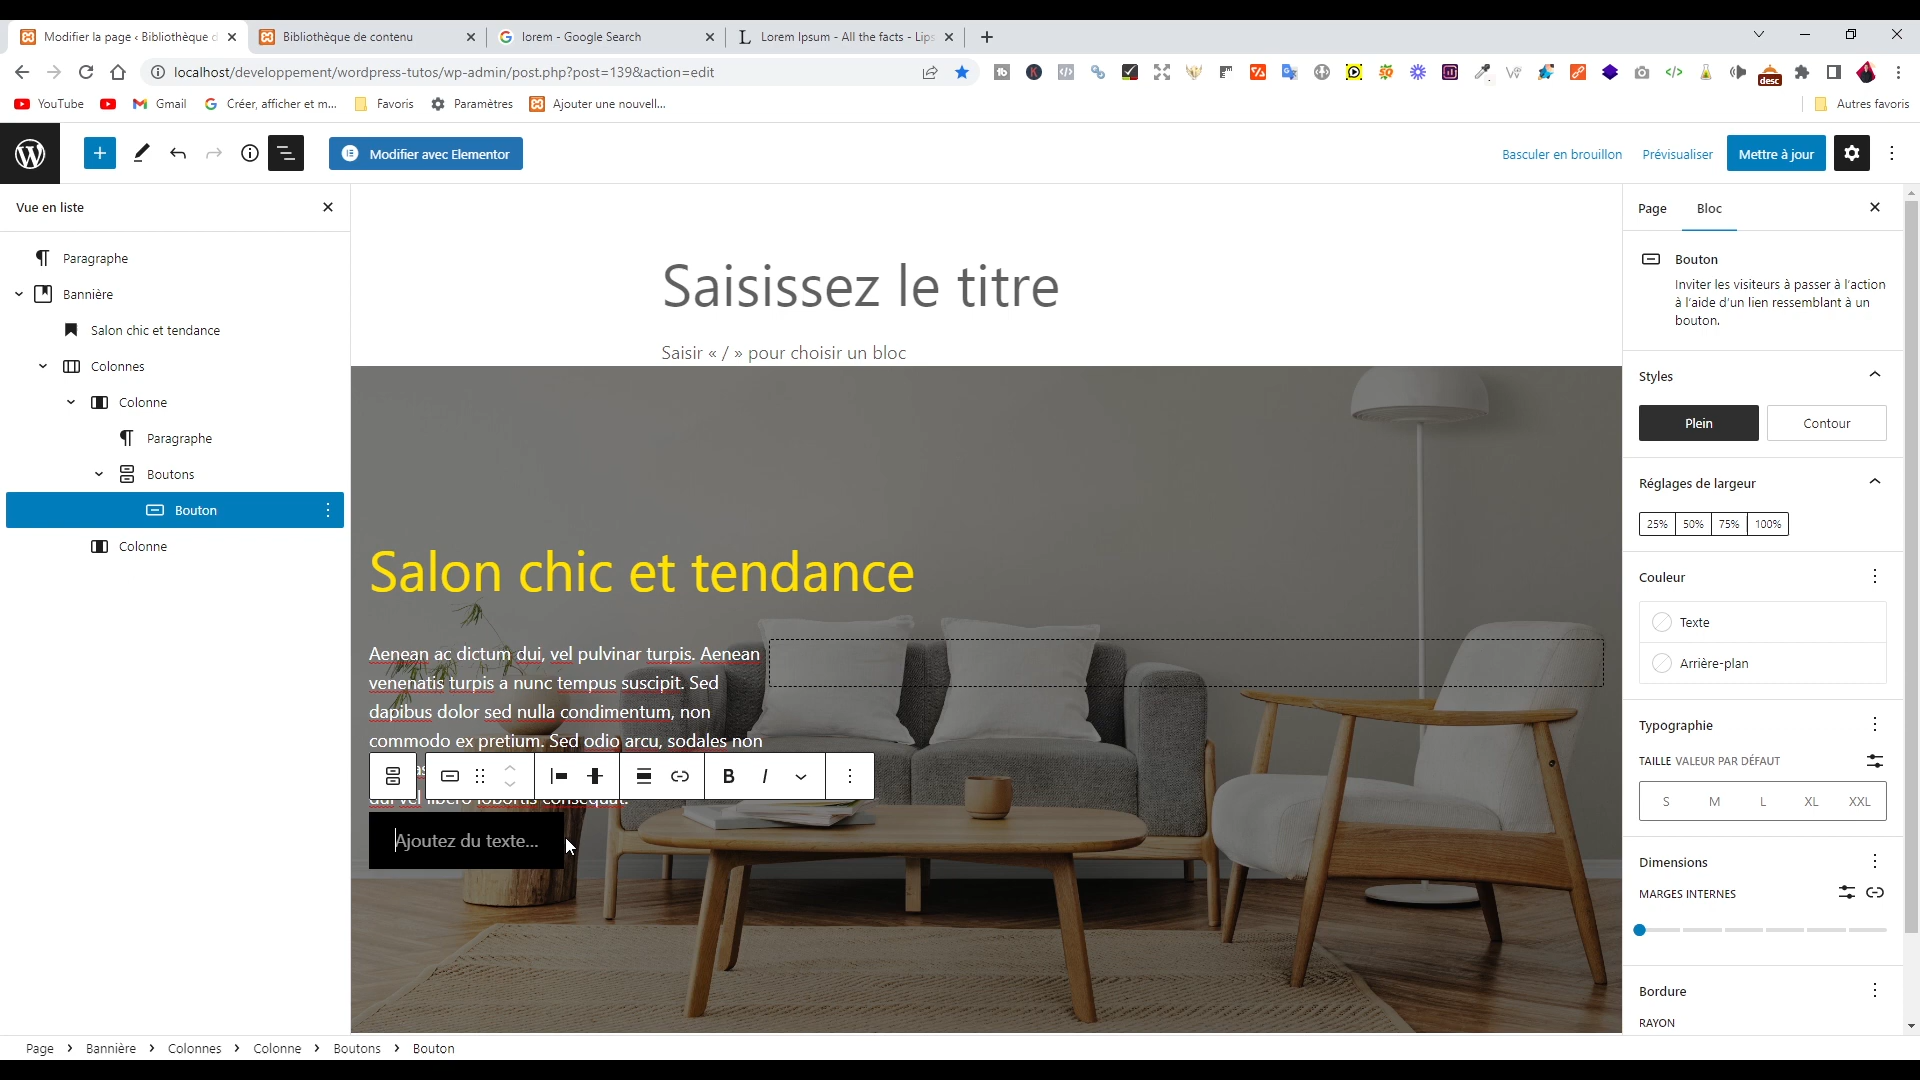 Modifier la page ‹ Bibliothèque d
Bibliothèque de contenu
lorem - Google Search
Lorem Ipsum - All the facts - Lips
localhost/developpement/wordpress-tutos/wp-admin/post.php?post=139&action=edit
YouTube
Gmail
Créer, afficher et m...
Favoris
Paramètres
Ajouter une nouvell...
Autres favoris
Modifier avec Elementor
Basculer en brouillon
Prévisualiser
Mettre à jour
Vue en liste
Paragraphe
Bannière
Salon chic et tendance
Colonnes
Colonne
Paragraphe
Boutons
Bouton
Colonne
Saisissez le titre
Saisir « / » pour choisir un bloc
Salon chic et tendance
Aenean ac dictum dui, vel pulvinar turpis. Aenean
venenatis turpis a nunc tempus suscipit. Sed
dapibus dolor sed nulla condimentum, non
commodo ex pretium. Sed odio arcu, sodales non
dui vel libero lobortis consequat.
B I
Ajoutez du texte...
Page
Bloc
Bouton
Inviter les visiteurs à passer à l'action
à l'aide d'un lien ressemblant à un
bouton.
Styles
Plein
Contour
Réglages de largeur
25% 50% 75% 100%
Couleur
Texte
Arrière-plan
Typographie
TAILLE VALEUR PAR DÉFAUT
S M L XL XXL
Dimensions
MARGES INTERNES
Bordure
RAYON
Page › Bannière › Colonnes › Colonne › Boutons › Bouton